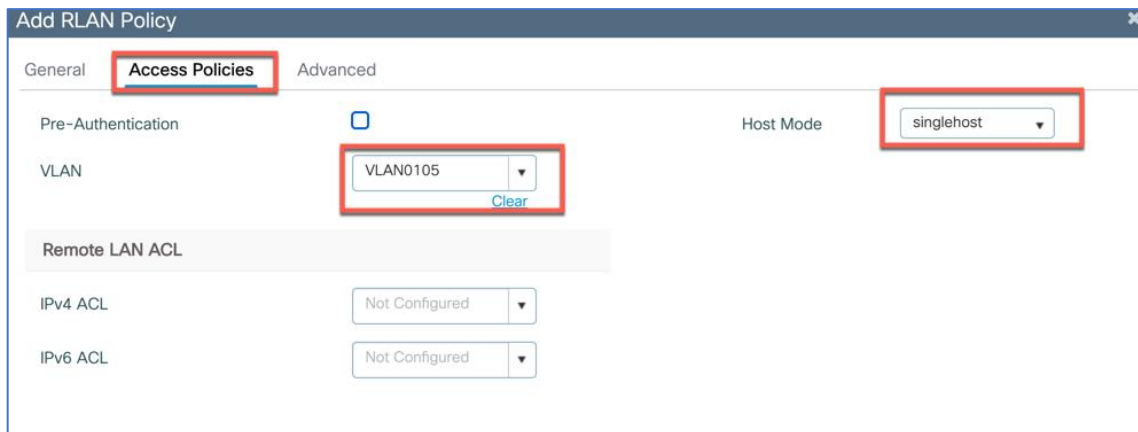 Add RLAN Policy
General Access Policies Advanced
Pre-Authentication Host Mode singlehost
VLAN VLAN0105
Clear
Remote LAN ACL
IPv4 ACL Not Configured
IPv6 ACL Not Configured